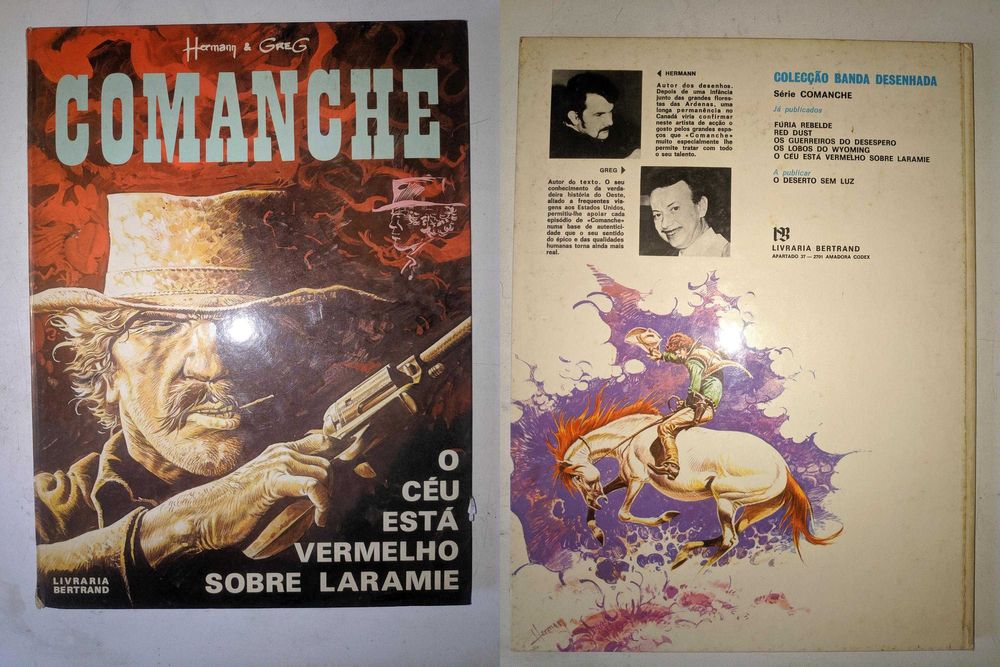 Hermann & GREG
COMANCHE
O
CÉU
ESTÁ
VERMELHO
SOBRE LARAMIE
LIVRARIA
BERTRAND
HERMANN
Autor dos desenhos.
Depois de uma infância
junto das grandes flores-
tas das Ardenas, uma
longa permanência no
Canadá viria confirmar
neste artista de acção o
gosto pelos grandes espa-
ços que «Comanche»
muito especialmente lhe
permite tratar com todo
o seu talento.
GREG
Autor do texto. O seu
conhecimento da verda-
deira história do Oeste,
aliado a frequentes via-
gens aos Estados Unidos,
permitiu-lhe apoiar cada
episódio de «Comanche»
numa base de autentici-
dade que o seu sentido
do épico e das qualidades
humanas torna ainda mais
real.
COLECÇÃO BANDA DESENHADA
Série COMANCHE
Já publicados
FÚRIA REBELDE
RED DUST
OS GUERREIROS DO DESESPERO
OS LOBOS DO WYOMING
O CÉU ESTÁ VERMELHO SOBRE LARAMIE
A publicar
O DESERTO SEM LUZ
LIVRARIA BERTRAND
APARTADO 37 — 2701 AMADORA CODEX
Hermann